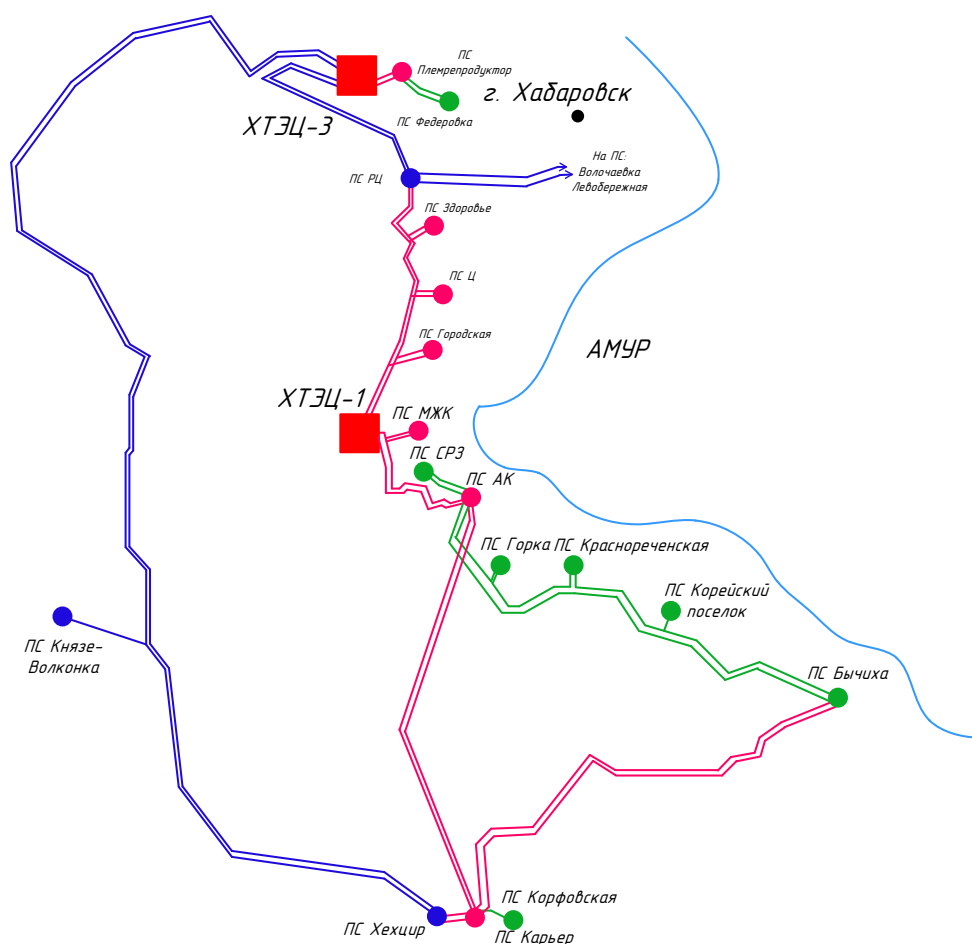 ПС
Племрепродуктор
г. Хабаровск
ПС Федеровка
ХТЭЦ-3
На ПС:
Волочаевка
Левобережная
ПС РЦ
ПС Здоровье
ПС Ц
ПС Городская
АМУР
ХТЭЦ-1
ПС МЖК
ПС СРЗ
ПС АК
ПС Горка
ПС Краснореченская
ПС Корейский
поселок
ПС Князе-
Волконка
ПС Бычиха
ПС Корфовская
ПС Хехцир
ПС Карьер